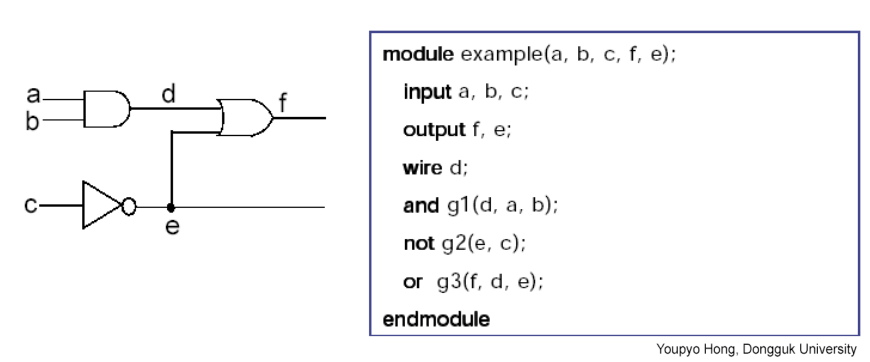 a
b
d
f
c
e
module example(a, b, c, f, e);
input a, b, c;
output f, e;
wire d;
and g1(d, a, b);
not g2(e, c);
or g3(f, d, e);
endmodule
Youpyo Hong, Dongguk University